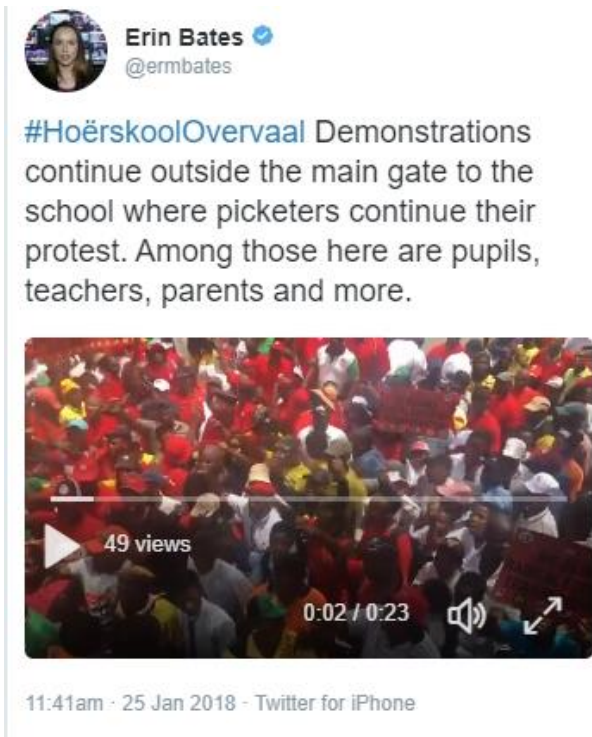 Erin Bates
@ermbates
#HoërskoolOvervaal Demonstrations
continue outside the main gate to the
school where picketers continue their
protest. Among those here are pupils,
teachers, parents and more.
49 views
0:02 / 0:23
11:41am · 25 Jan 2018 · Twitter for iPhone